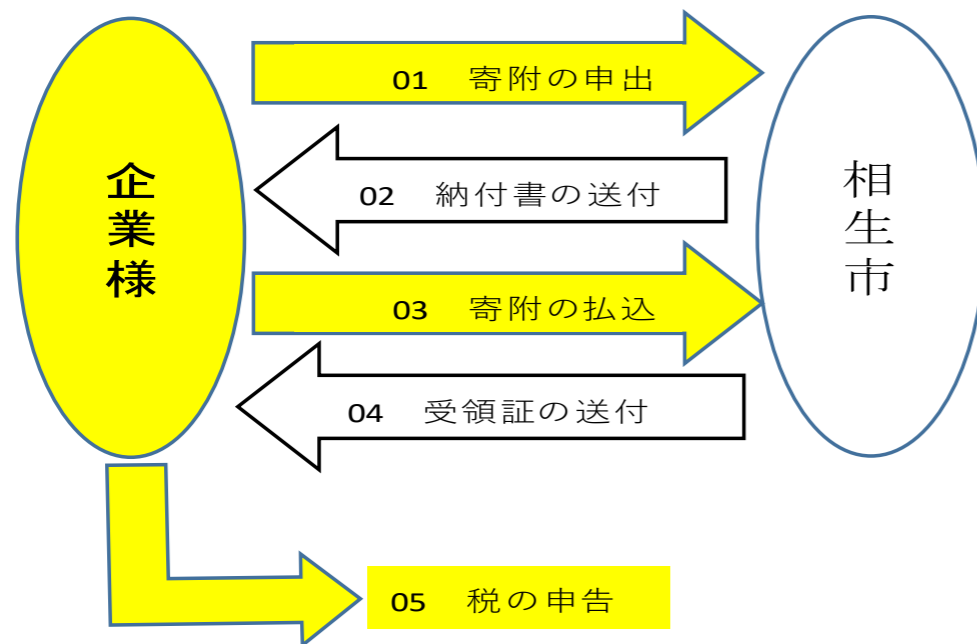 企業様
01 寄附の申出
02 納付書の送付
03 寄附の払込
04 受領証の送付
相生市
05 税の申告